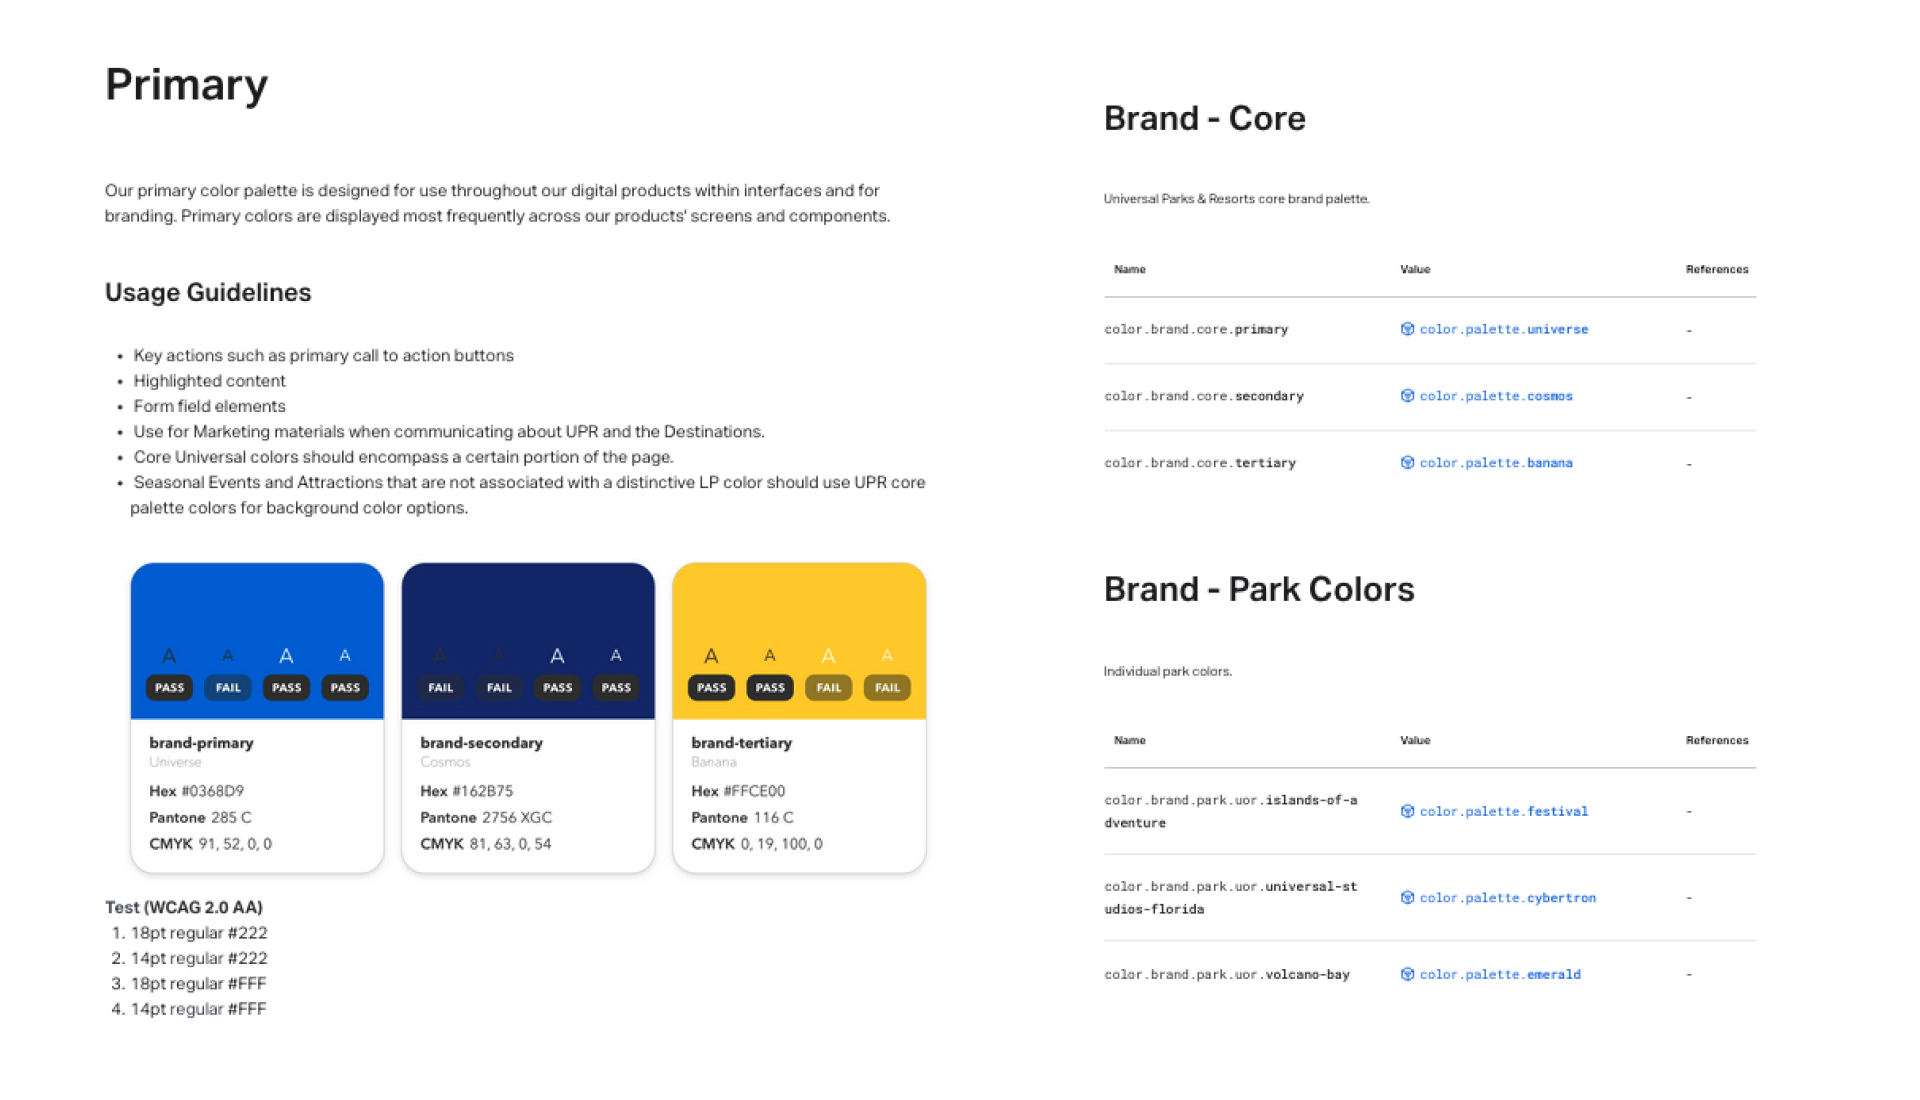 Primary
Our primary color palette is designed for use throughout our digital products within interfaces and for
branding. Primary colors are displayed most frequently across our products' screens and components.
Usage Guidelines
• Key actions such as primary call to action buttons
• Highlighted content
• Form field elements
• Use for Marketing materials when communicating about UPR and the Destinations.
• Core Universal colors should encompass a certain portion of the page.
• Seasonal Events and Attractions that are not associated with a distinctive LP color should use UPR core
palette colors for background color options.
A A A A
PASS FAIL PASS PASS
brand-primary
Universe
Hex #0368D9
Pantone 285 C
CMYK 91, 52, 0, 0
A A A A
FAIL FAIL PASS PASS
brand-secondary
Cosmos
Hex #162B75
Pantone 2756 XGC
CMYK 81, 63, 0, 54
A A A A
PASS PASS FAIL FAIL
brand-tertiary
Banana
Hex #FFCE00
Pantone 116 C
CMYK 0, 19, 100, 0
Test (WCAG 2.0 AA)
1. 18pt regular #222
2. 14pt regular #222
3. 18pt regular #FFF
4. 14pt regular #FFF
Brand - Core
Universal Parks & Resorts core brand palette.
Name Value References
color.brand.core.primary color.palette.universe -
color.brand.core.secondary color.palette.cosmos -
color.brand.core.tertiary color.palette.banana -
Brand - Park Colors
Individual park colors.
Name Value References
color.brand.park.uor.islands-of-a
dventure color.palette.festival -
color.brand.park.uor.universal-st
udios-florida color.palette.cybertron -
color.brand.park.uor.volcano-bay color.palette.emerald -